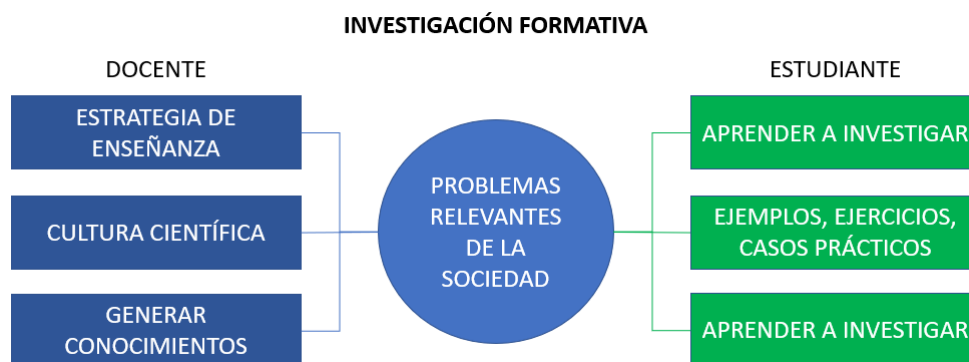 INVESTIGACIÓN FORMATIVA
DOCENTE
ESTUDIANTE
ESTRATEGIA DE
ENSEÑANZA
CULTURA CIENTÍFICA
GENERAR
CONOCIMIENTOS
PROBLEMAS
RELEVANTES
DE LA
SOCIEDAD
APRENDER A INVESTIGAR
EJEMPLOS, EJERCICIOS,
CASOS PRÁCTICOS
APRENDER A INVESTIGAR